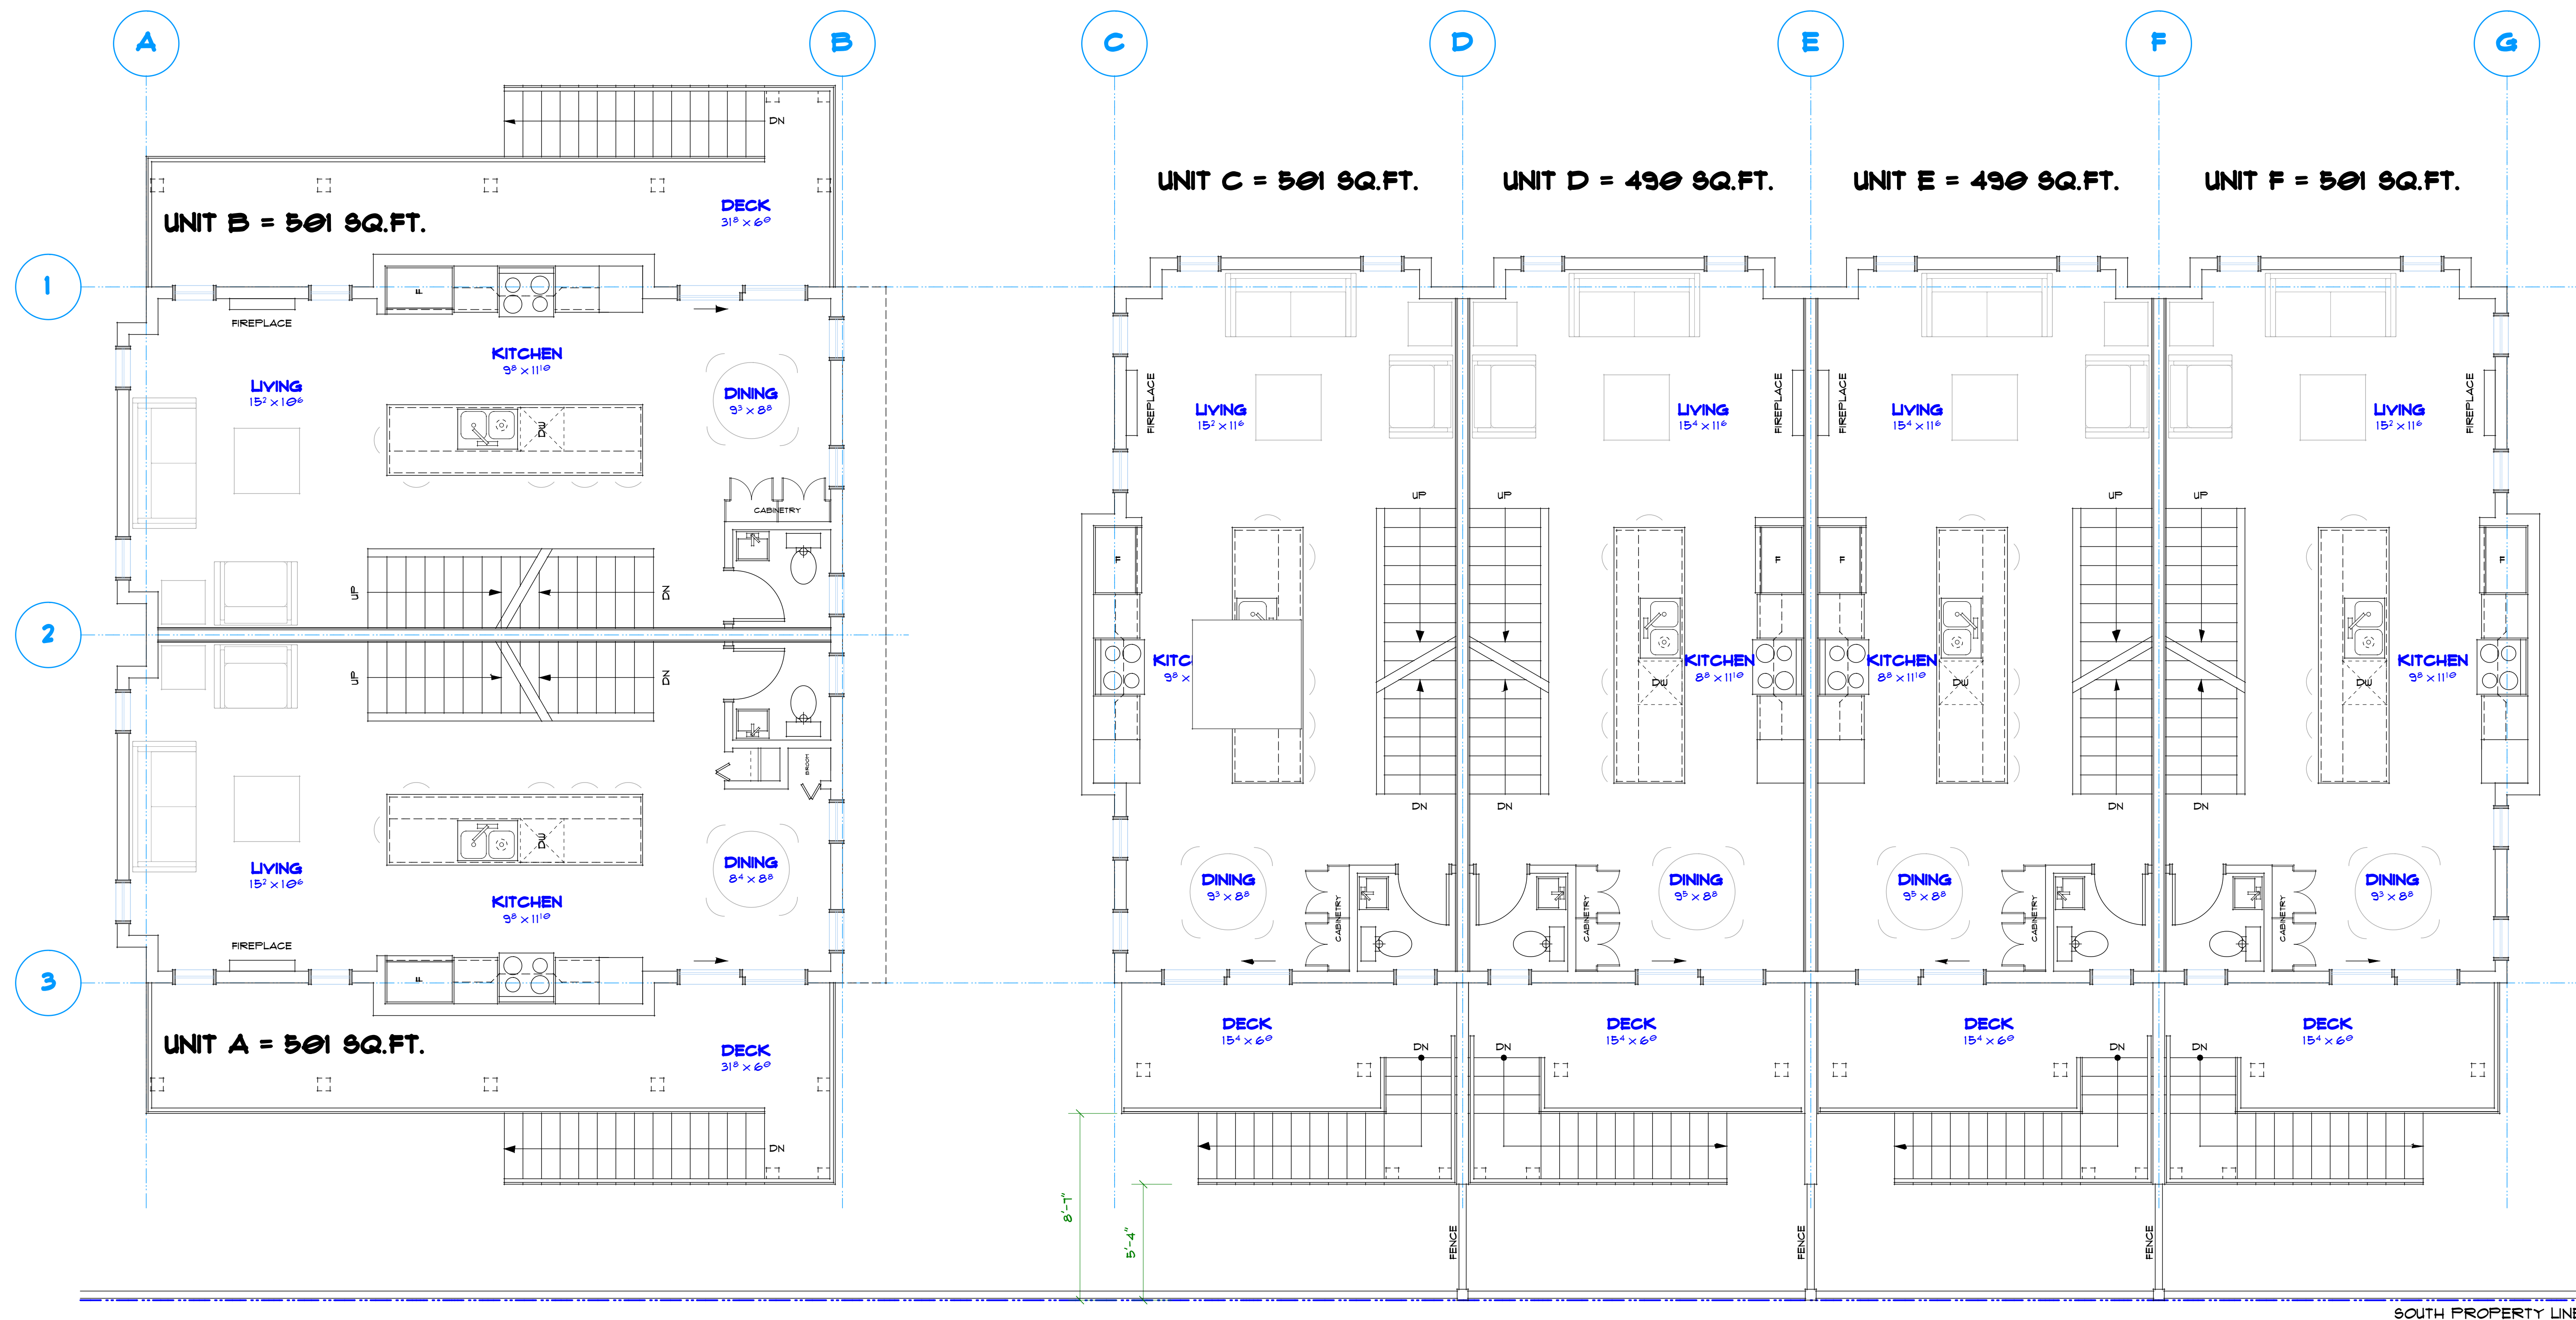 A
B
C
D
E
F
G
DN
UNIT C = 501 SQ.FT.
UNIT D = 490 SQ.FT.
UNIT E = 490 SQ.FT.
UNIT F = 501 SQ.FT.
DECK
31⁸ x 6⁰
UNIT B = 501 SQ.FT.
1
F
FIREPLACE
KITCHEN
9⁸ x 11¹⁰
LIVING
15² x 10⁶
DINING
9³ x 8⁸
DW
CABINETRY
UP
DN
2
UP
DN
BROOM
LIVING
15² x 10⁶
DW
DINING
8⁴ x 8⁸
KITCHEN
9⁸ x 11¹⁰
FIREPLACE
F
3
UNIT A = 501 SQ.FT.
DECK
31⁸ x 6⁰
DN
FIREPLACE
LIVING
15² x 11⁶
UP
F
9⁸ x
DN
DINING
9³ x 8⁸
CABINETRY
DECK
15⁴ x 6⁰
DN
LIVING
15⁴ x 11⁶
FIREPLACE
UP
F
KITCHEN
8⁸ x 11¹⁰
DW
DN
DINING
9⁵ x 8⁸
CABINETRY
DECK
15⁴ x 6⁰
DN
FIREPLACE
LIVING
15⁴ x 11⁶
UP
F
KITCHEN
8⁸ x 11¹⁰
DW
DN
DINING
9⁵ x 8⁸
CABINETRY
DECK
15⁴ x 6⁰
DN
LIVING
15² x 11⁶
FIREPLACE
UP
F
KITCHEN
9⁸ x 11¹⁰
DW
DN
DINING
9³ x 8⁸
CABINETRY
DECK
15⁴ x 6⁰
DN
8'-7"
5'-4"
FENCE
FENCE
FENCE
SOUTH PROPERTY LINE